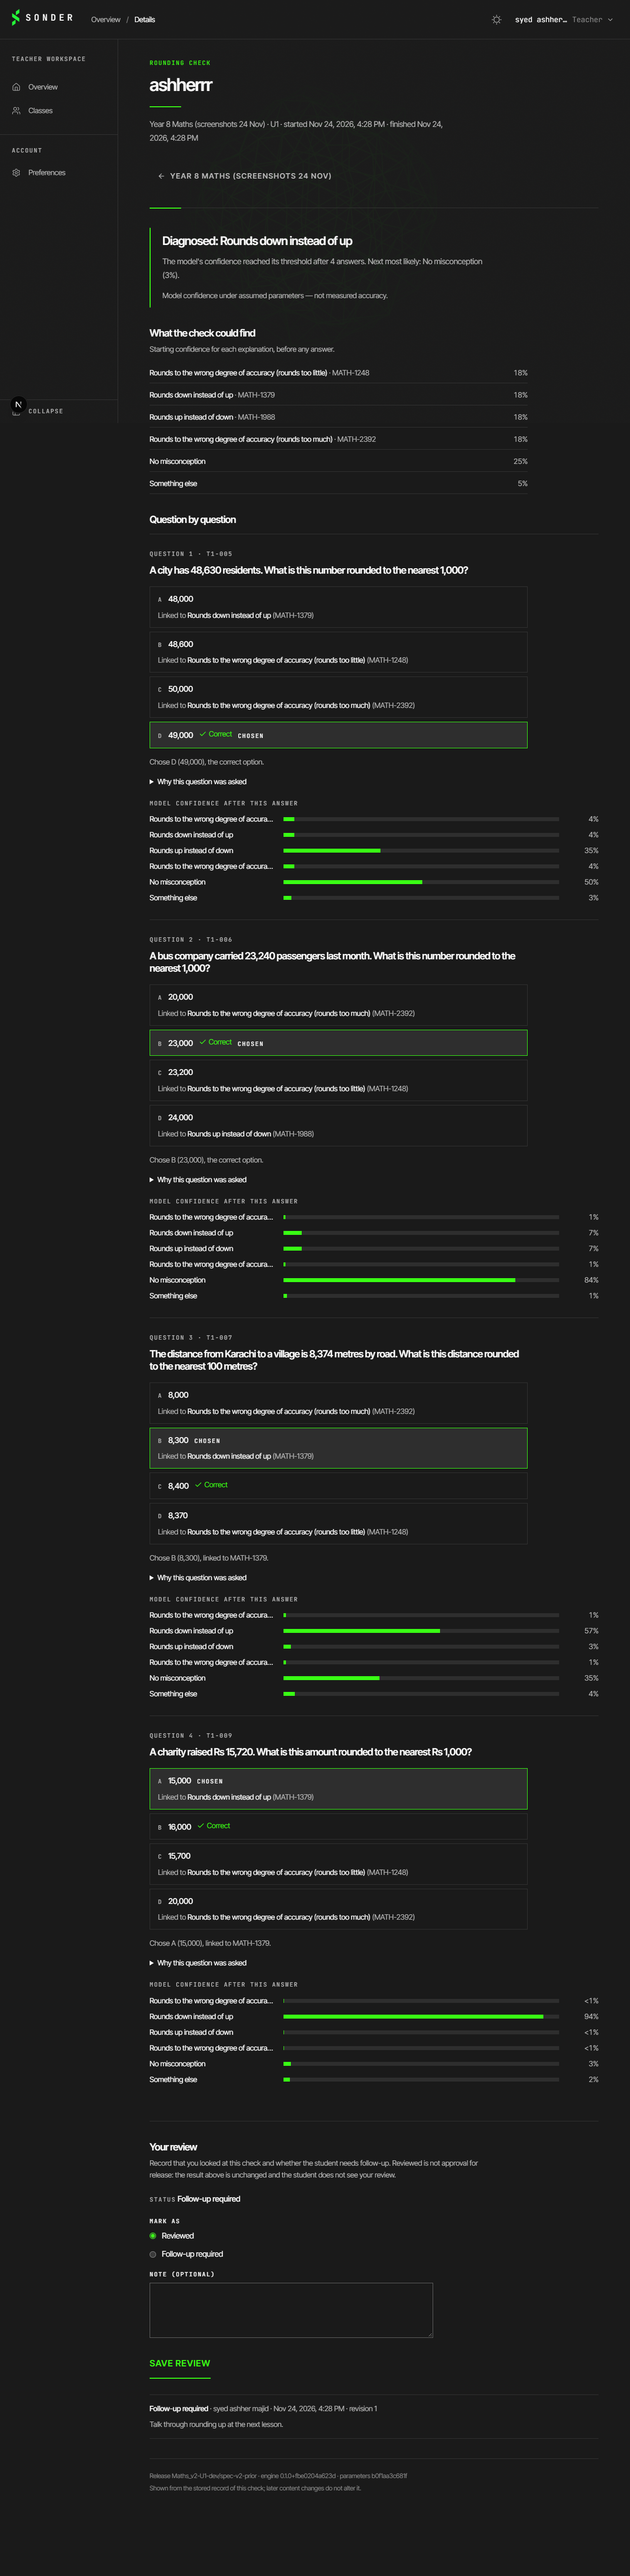 SONDER
Overview / Details
syed ashher… Teacher
TEACHER WORKSPACE
Overview
Classes
ACCOUNT
Preferences
N
COLLAPSE
ROUNDING CHECK
ashherrr
Year 8 Maths (screenshots 24 Nov) · U1 · started Nov 24, 2026, 4:28 PM · finished Nov 24,
2026, 4:28 PM
← YEAR 8 MATHS (SCREENSHOTS 24 NOV)
Diagnosed: Rounds down instead of up
The model's confidence reached its threshold after 4 answers. Next most likely: No misconception
(3%).
Model confidence under assumed parameters — not measured accuracy.
What the check could find
Starting confidence for each explanation, before any answer.
Rounds to the wrong degree of accuracy (rounds too little) · MATH-1248 18%
Rounds down instead of up · MATH-1379 18%
Rounds up instead of down · MATH-1988 18%
Rounds to the wrong degree of accuracy (rounds too much) · MATH-2392 18%
No misconception 25%
Something else 5%
Question by question
QUESTION 1 · T1-005
A city has 48,630 residents. What is this number rounded to the nearest 1,000?
A 48,000
Linked to Rounds down instead of up (MATH-1379)
B 48,600
Linked to Rounds to the wrong degree of accuracy (rounds too little) (MATH-1248)
C 50,000
Linked to Rounds to the wrong degree of accuracy (rounds too much) (MATH-2392)
D 49,000 ✓ Correct CHOSEN
Chose D (49,000), the correct option.
▶ Why this question was asked
MODEL CONFIDENCE AFTER THIS ANSWER
Rounds to the wrong degree of accura… 4%
Rounds down instead of up 4%
Rounds up instead of down 35%
Rounds to the wrong degree of accura… 4%
No misconception 50%
Something else 3%
QUESTION 2 · T1-006
A bus company carried 23,240 passengers last month. What is this number rounded to the
nearest 1,000?
A 20,000
Linked to Rounds to the wrong degree of accuracy (rounds too much) (MATH-2392)
B 23,000 ✓ Correct CHOSEN
C 23,200
Linked to Rounds to the wrong degree of accuracy (rounds too little) (MATH-1248)
D 24,000
Linked to Rounds up instead of down (MATH-1988)
Chose B (23,000), the correct option.
▶ Why this question was asked
MODEL CONFIDENCE AFTER THIS ANSWER
Rounds to the wrong degree of accura… 1%
Rounds down instead of up 7%
Rounds up instead of down 7%
Rounds to the wrong degree of accura… 1%
No misconception 84%
Something else 1%
QUESTION 3 · T1-007
The distance from Karachi to a village is 8,374 metres by road. What is this distance rounded
to the nearest 100 metres?
A 8,000
Linked to Rounds to the wrong degree of accuracy (rounds too much) (MATH-2392)
B 8,300 CHOSEN
Linked to Rounds down instead of up (MATH-1379)
C 8,400 ✓ Correct
D 8,370
Linked to Rounds to the wrong degree of accuracy (rounds too little) (MATH-1248)
Chose B (8,300), linked to MATH-1379.
▶ Why this question was asked
MODEL CONFIDENCE AFTER THIS ANSWER
Rounds to the wrong degree of accura… 1%
Rounds down instead of up 57%
Rounds up instead of down 3%
Rounds to the wrong degree of accura… 1%
No misconception 35%
Something else 4%
QUESTION 4 · T1-009
A charity raised Rs 15,720. What is this amount rounded to the nearest Rs 1,000?
A 15,000 CHOSEN
Linked to Rounds down instead of up (MATH-1379)
B 16,000 ✓ Correct
C 15,700
Linked to Rounds to the wrong degree of accuracy (rounds too little) (MATH-1248)
D 20,000
Linked to Rounds to the wrong degree of accuracy (rounds too much) (MATH-2392)
Chose A (15,000), linked to MATH-1379.
▶ Why this question was asked
MODEL CONFIDENCE AFTER THIS ANSWER
Rounds to the wrong degree of accura… <1%
Rounds down instead of up 94%
Rounds up instead of down <1%
Rounds to the wrong degree of accura… <1%
No misconception 3%
Something else 2%
Your review
Record that you looked at this check and whether the student needs follow-up. Reviewed is not approval for
release: the result above is unchanged and the student does not see your review.
STATUS Follow-up required
MARK AS
Reviewed
Follow-up required
NOTE (OPTIONAL)
SAVE REVIEW
Follow-up required · syed ashher majid · Nov 24, 2026, 4:28 PM · revision 1
Talk through rounding up at the next lesson.
Release Maths_v2-U1-dev/spec-v2-prior · engine 0.1.0+fbe0204a623d · parameters b0f1aa3c681f
Shown from the stored record of this check; later content changes do not alter it.